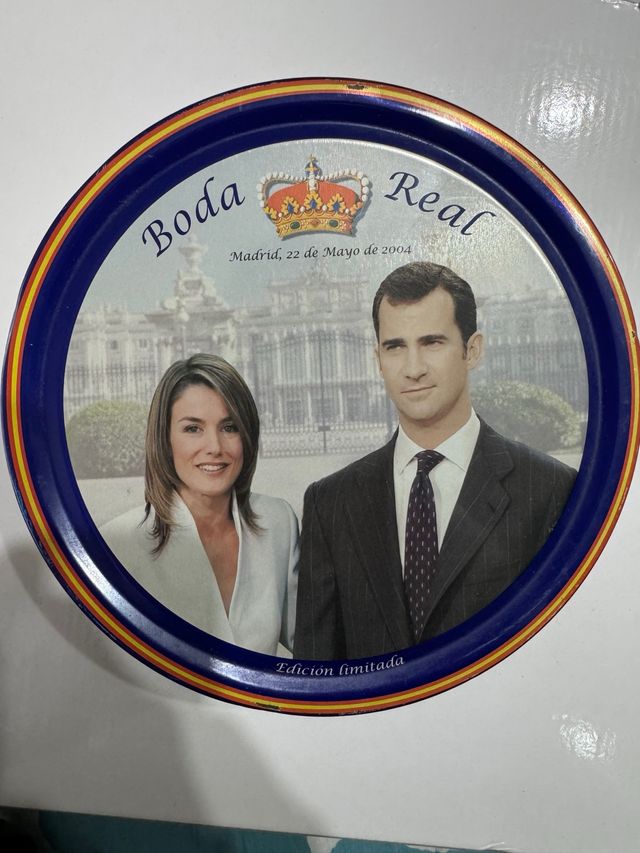 Boda Real
Madrid, 22 de Mayo de 2004
Edición limitada